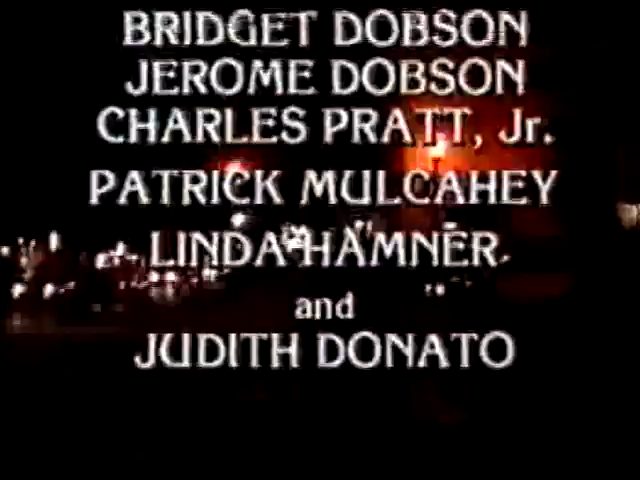 BRIDGET DOBSON
JEROME DOBSON
CHARLES PRATT, Jr.
PATRICK MULCAHEY
LINDA HAMNER
and
JUDITH DONATO